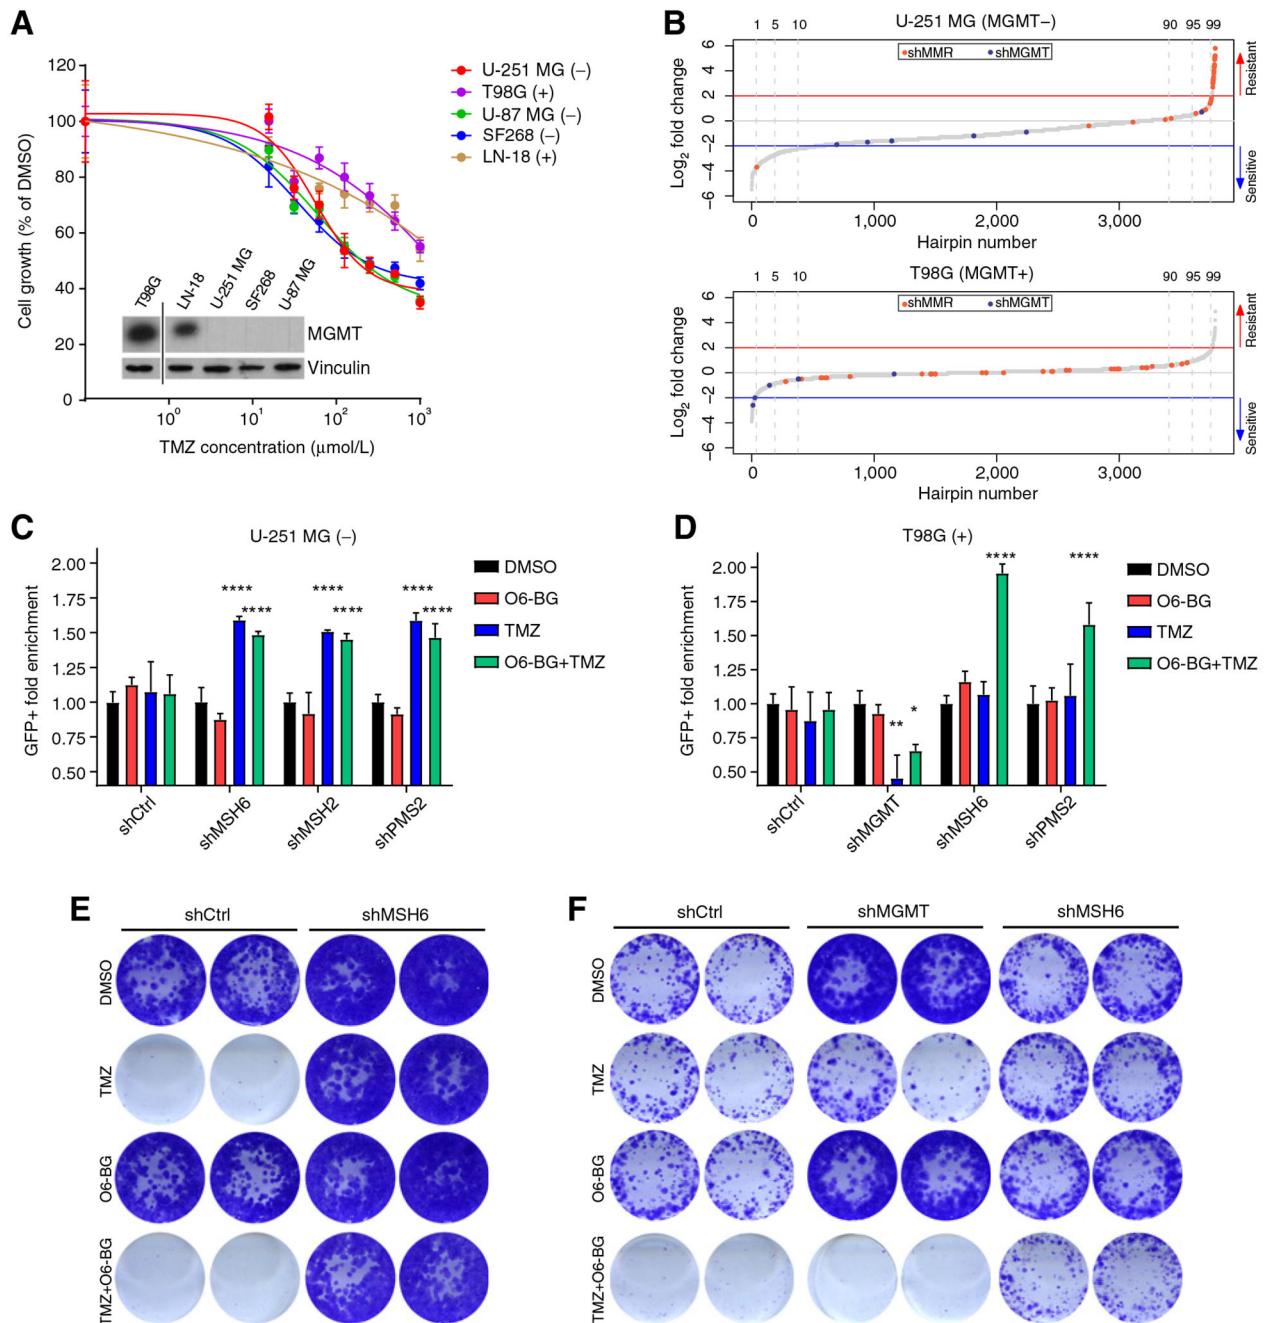 A
120
100
80
60
40
20
0
Cell growth (% of DMSO)
U-251 MG (−)
T98G (+)
U-87 MG (−)
SF268 (−)
LN-18 (+)
T98G
LN-18
U-251 MG
SF268
U-87 MG
MGMT
Vinculin
10⁰
10¹
10²
10³
TMZ concentration (μmol/L)
B
U-251 MG (MGMT−)
1 5 10 90 95 99
shMMR shMGMT
6
4
2
0
−2
−4
−6
Log₂ fold change
Resistant
Sensitive
0 1,000 2,000 3,000
Hairpin number
T98G (MGMT+)
1 5 10 90 95 99
shMMR shMGMT
6
4
2
0
−2
−4
−6
Log₂ fold change
Resistant
Sensitive
0 1,000 2,000 3,000
Hairpin number
C
U-251 MG (−)
2.00
1.75
1.50
1.25
1.00
0.75
0.50
GFP+ fold enrichment
**** **** ****
**** **** ****
DMSO
O6-BG
TMZ
O6-BG+TMZ
shCtrl
shMSH6
shMSH2
shPMS2
D
T98G (+)
2.00
1.75
1.50
1.25
1.00
0.75
0.50
GFP+ fold enrichment
**** ****
** *
DMSO
O6-BG
TMZ
O6-BG+TMZ
shCtrl
shMGMT
shMSH6
shPMS2
E
shCtrl shMSH6
DMSO
TMZ
O6-BG
TMZ+O6-BG
F
shCtrl shMGMT shMSH6
DMSO
TMZ
O6-BG
TMZ+O6-BG